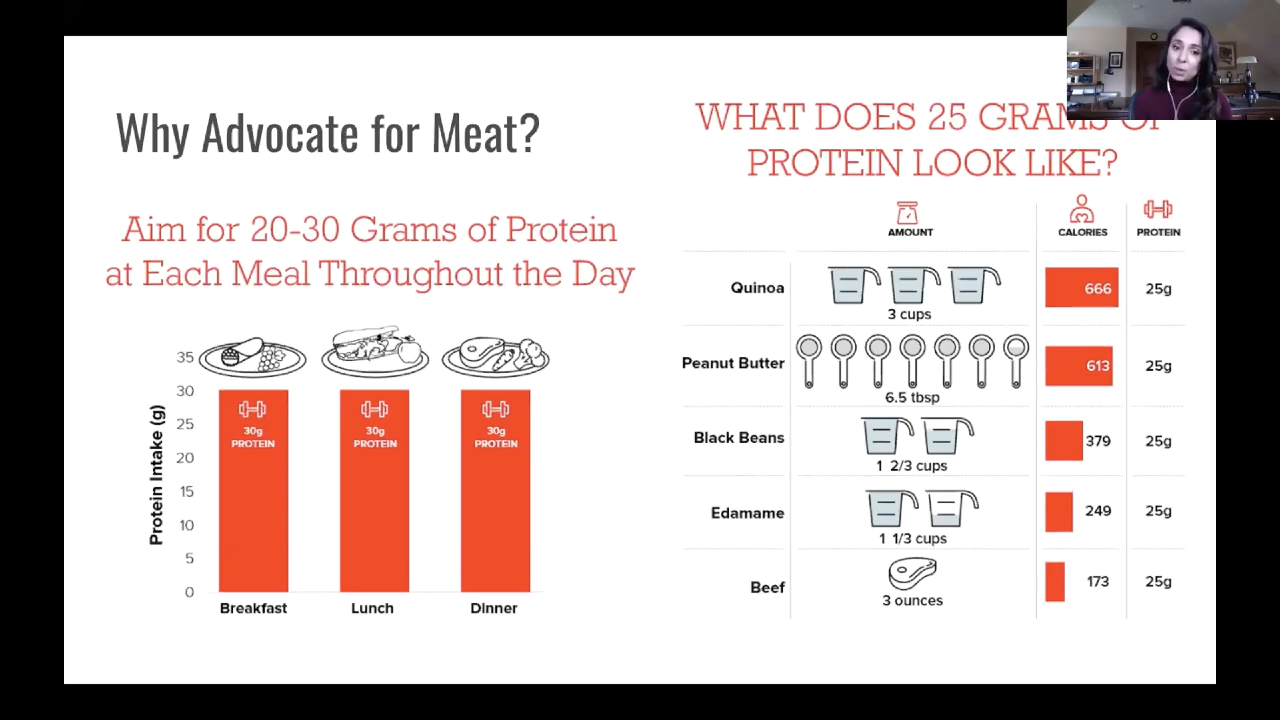 Why Advocate for Meat?
Aim for 20-30 Grams of Protein
at Each Meal Throughout the Day
Protein Intake (g)
35
30
25
20
15
10
5
0
30g
PROTEIN
30g
PROTEIN
30g
PROTEIN
Breakfast Lunch Dinner
WHAT DOES 25 GRAMS OF
PROTEIN LOOK LIKE?
AMOUNT CALORIES PROTEIN
Quinoa 3 cups 666 25g
Peanut Butter 6.5 tbsp 613 25g
Black Beans 1 2/3 cups 379 25g
Edamame 1 1/3 cups 249 25g
Beef 3 ounces 173 25g